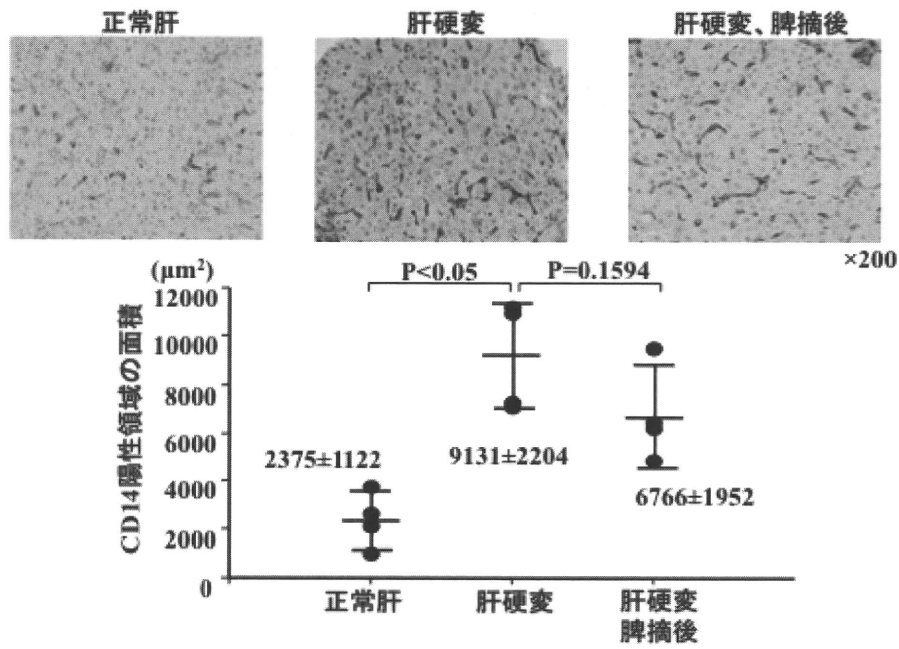 正常肝
肝硬変
肝硬変、脾摘後
×200
(μm²)
P<0.05
P=0.1594
CD14陽性領域の面積
12000
10000
8000
6000
4000
2000
0
2375±1122
9131±2204
6766±1952
正常肝
肝硬変
肝硬変
脾摘後